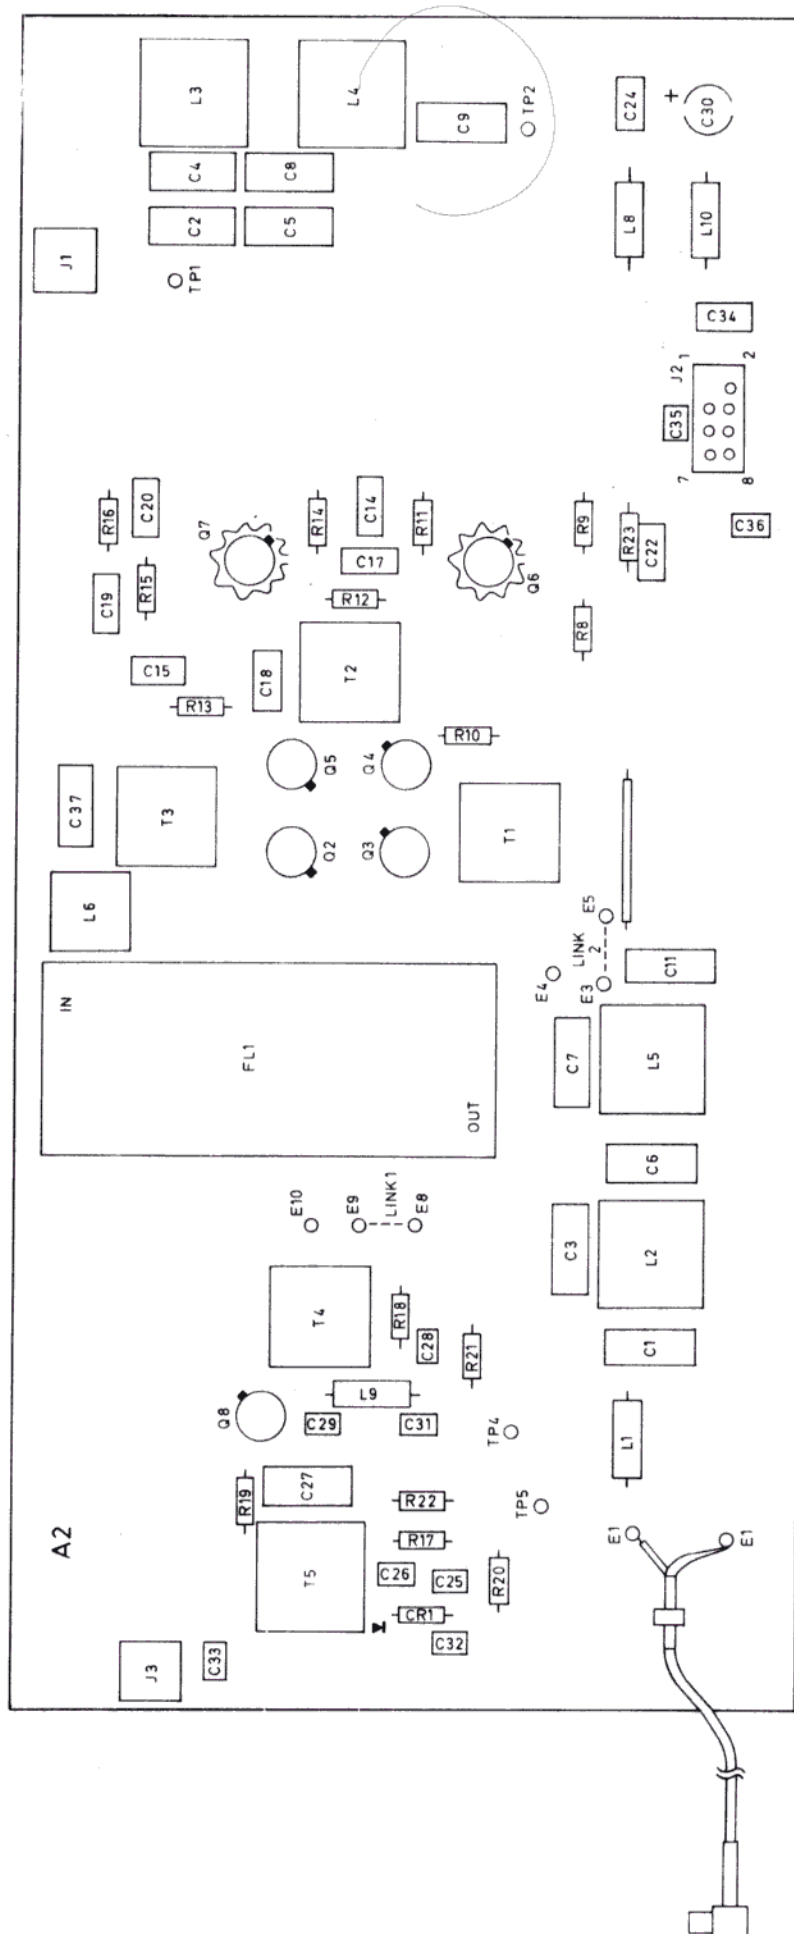 L3
L4
C9
TP2
C24
+
C30
C4
C8
C2
C5
L8
L10
J1
TP1
C34
J2
1
2
C35
7
8
R16
C20
Q7
R14
C14
R11
R9
R23
C22
C36
C19
R15
C17
Q6
R12
R8
C15
C18
T2
R13
R10
C37
T3
Q5
Q4
Q2
Q3
T1
L6
E5
LINK
2
E4
E3
C11
IN
FL1
OUT
C7
L5
C6
E10
E9
LINK1
E8
C3
L2
T4
R18
C28
R21
C1
Q8
L9
C29
C31
TP4
L1
R19
C27
R22
TP5
A2
T5
R17
C26
C25
R20
E1
E1
CR1
C32
J3
C33